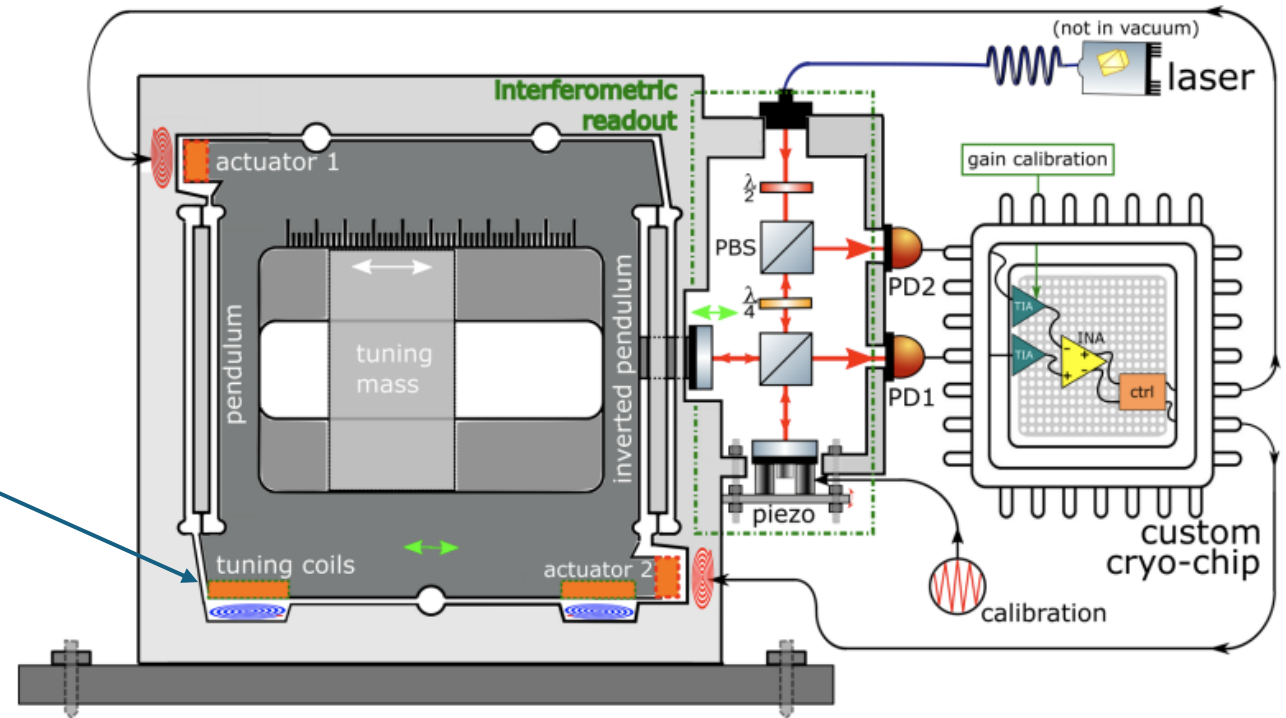 (not in vacuum)
laser
interferometric
readout
actuator 1
gain calibration
λ
2
PBS
PD2
λ
4
TIA
INA
- +
TIA
+ -
ctrl
pendulum
tuning
mass
inverted pendulum
PD1
piezo
custom
cryo-chip
tuning coils
actuator 2
calibration